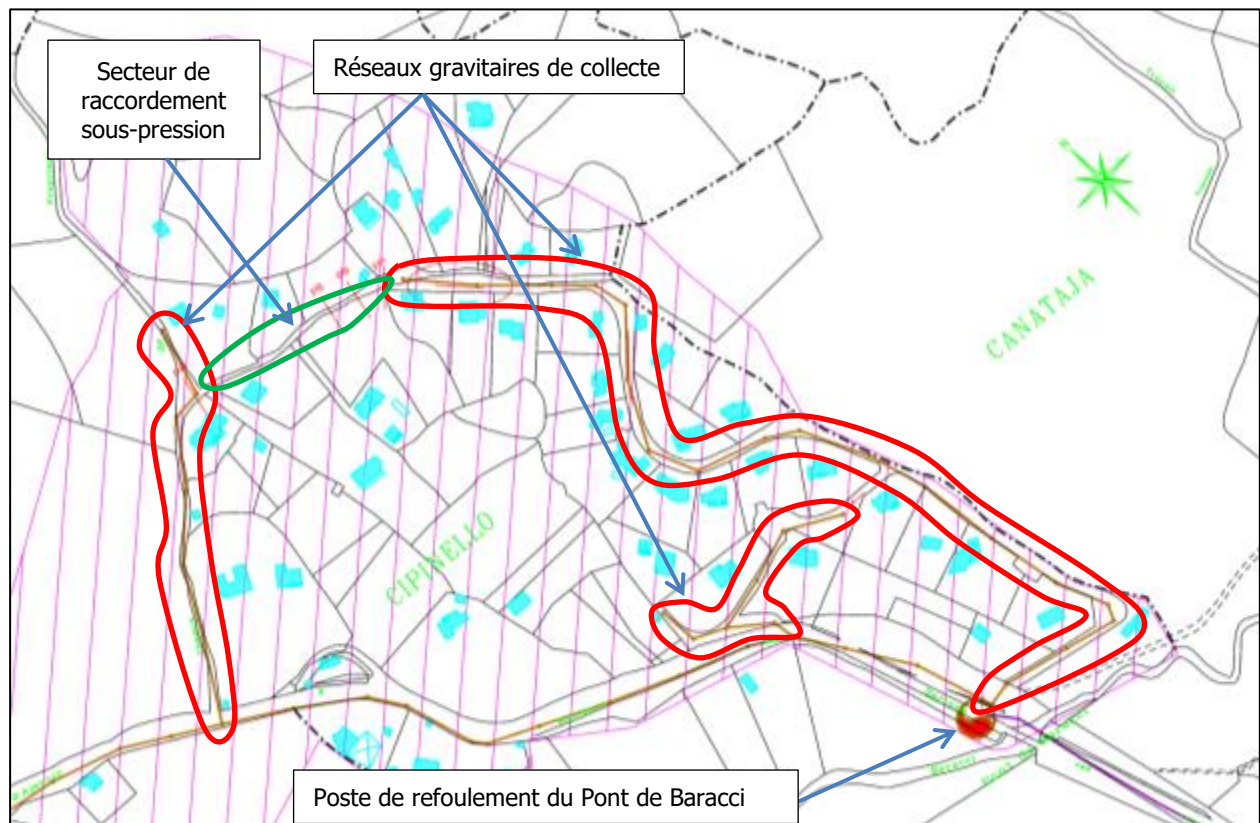 Secteur de
raccordement
sous-pression
Réseaux gravitaires de collecte
N
CANATAJA
CIPINELLO
Poste de refoulement du Pont de Baracci